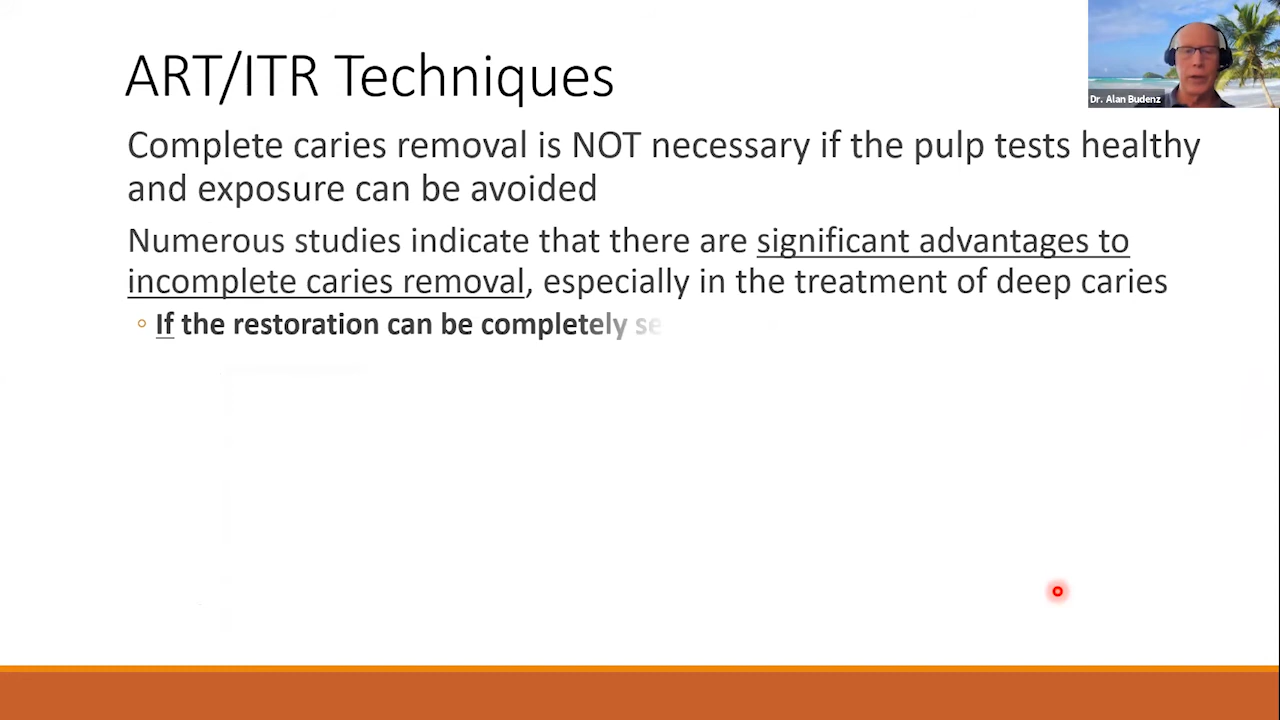 Dr. Alan Budenz
ART/ITR Techniques
Complete caries removal is NOT necessary if the pulp tests healthy
and exposure can be avoided
Numerous studies indicate that there are significant advantages to
incomplete caries removal, especially in the treatment of deep caries
◦ If the restoration can be completely se